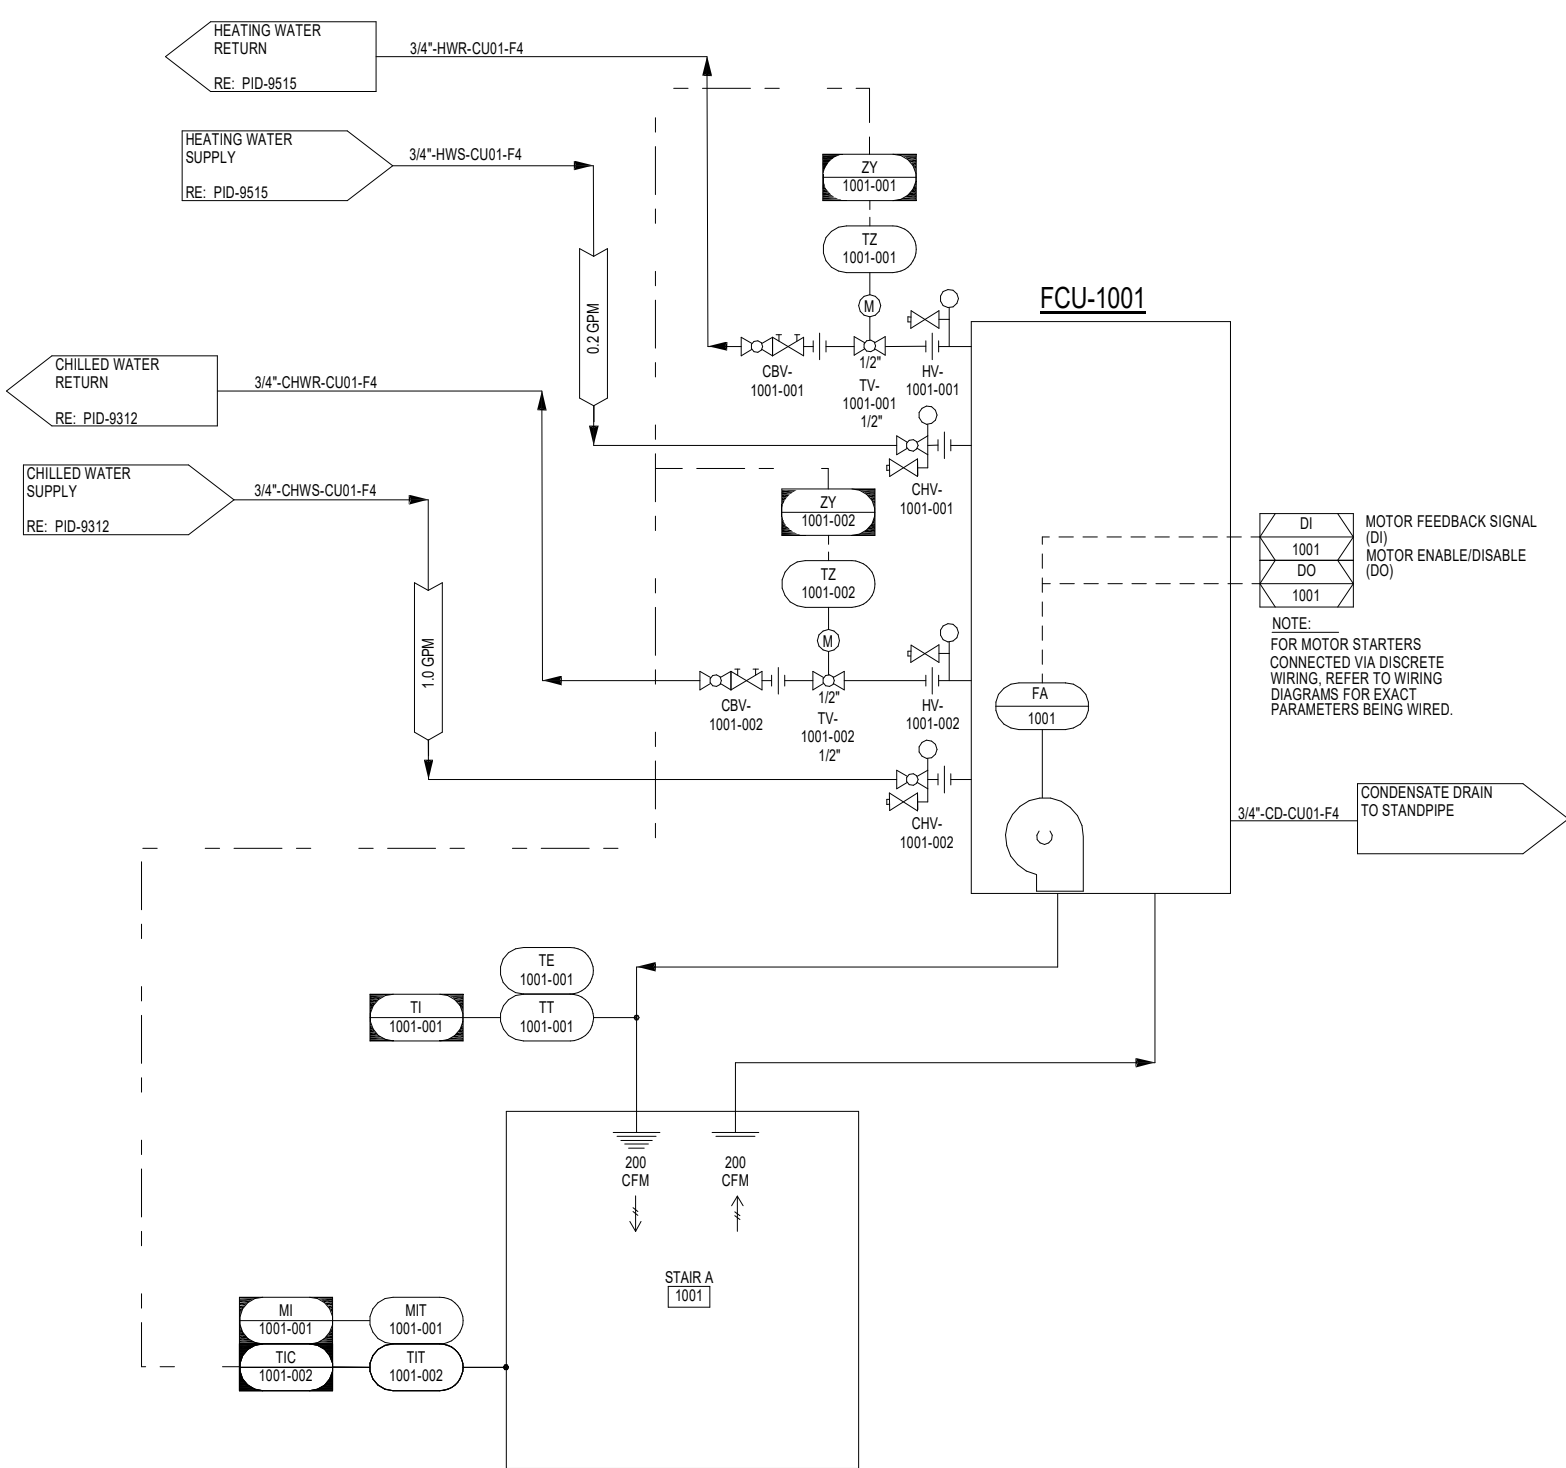 HEATING WATER
RETURN
RE: PID-9515
3/4"-HWR-CU01-F4
HEATING WATER
SUPPLY
RE: PID-9515
3/4"-HWS-CU01-F4
ZY
1001-001
TZ
1001-001
M
0.2 GPM
FCU-1001
CBV-
1001-001
1/2"
TV-
1001-001
1/2"
HV-
1001-001
CHILLED WATER
RETURN
RE: PID-9312
3/4"-CHWR-CU01-F4
CHILLED WATER
SUPPLY
RE: PID-9312
3/4"-CHWS-CU01-F4
CHV-
1001-001
ZY
1001-002
TZ
1001-002
M
1.0 GPM
CBV-
1001-002
1/2"
TV-
1001-002
1/2"
HV-
1001-002
CHV-
1001-002
DI
1001
DO
1001
MOTOR FEEDBACK SIGNAL
(DI)
MOTOR ENABLE/DISABLE
(DO)
NOTE:
FOR MOTOR STARTERS
CONNECTED VIA DISCRETE
WIRING, REFER TO WIRING
DIAGRAMS FOR EXACT
PARAMETERS BEING WIRED.
FA
1001
3/4"-CD-CU01-F4
CONDENSATE DRAIN
TO STANDPIPE
TE
1001-001
TI
1001-001
TT
1001-001
200
CFM
200
CFM
STAIR A
1001
MI
1001-001
MIT
1001-001
TIC
1001-002
TIT
1001-002